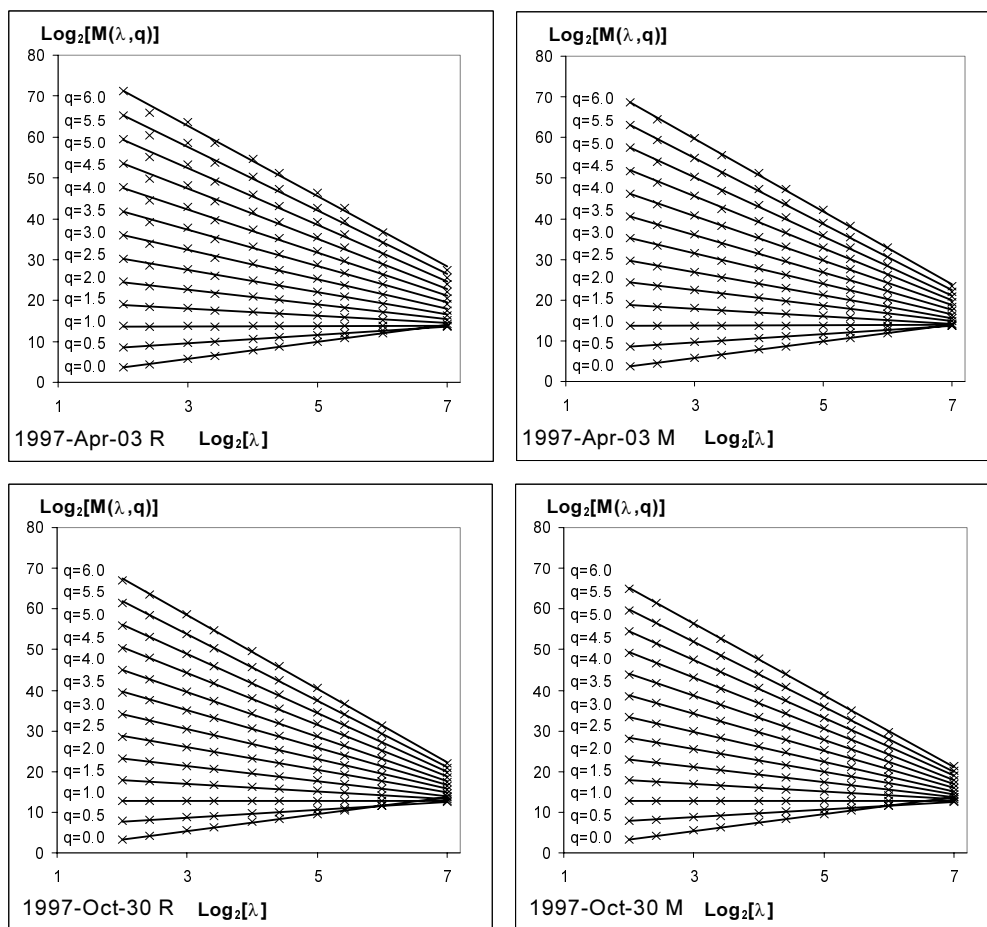 Log₂[M(λ,q)]
80
70
60
50
40
30
20
10
0
q=6.0
q=5.5
q=5.0
q=4.5
q=4.0
q=3.5
q=3.0
q=2.5
q=2.0
q=1.5
q=1.0
q=0.5
q=0.0
1 3 5 7
1997-Apr-03 R Log₂[λ]
Log₂[M(λ,q)]
80
70
60
50
40
30
20
10
0
q=6.0
q=5.5
q=5.0
q=4.5
q=4.0
q=3.5
q=3.0
q=2.5
q=2.0
q=1.5
q=1.0
q=0.5
q=0.0
1 3 5 7
1997-Apr-03 M Log₂[λ]
Log₂[M(λ,q)]
80
70
60
50
40
30
20
10
0
q=6.0
q=5.5
q=5.0
q=4.5
q=4.0
q=3.5
q=3.0
q=2.5
q=2.0
q=1.5
q=1.0
q=0.5
q=0.0
1 3 5 7
1997-Oct-30 R Log₂[λ]
Log₂[M(λ,q)]
80
70
60
50
40
30
20
10
0
q=6.0
q=5.5
q=5.0
q=4.5
q=4.0
q=3.5
q=3.0
q=2.5
q=2.0
q=1.5
q=1.0
q=0.5
q=0.0
1 3 5 7
1997-Oct-30 M Log₂[λ]